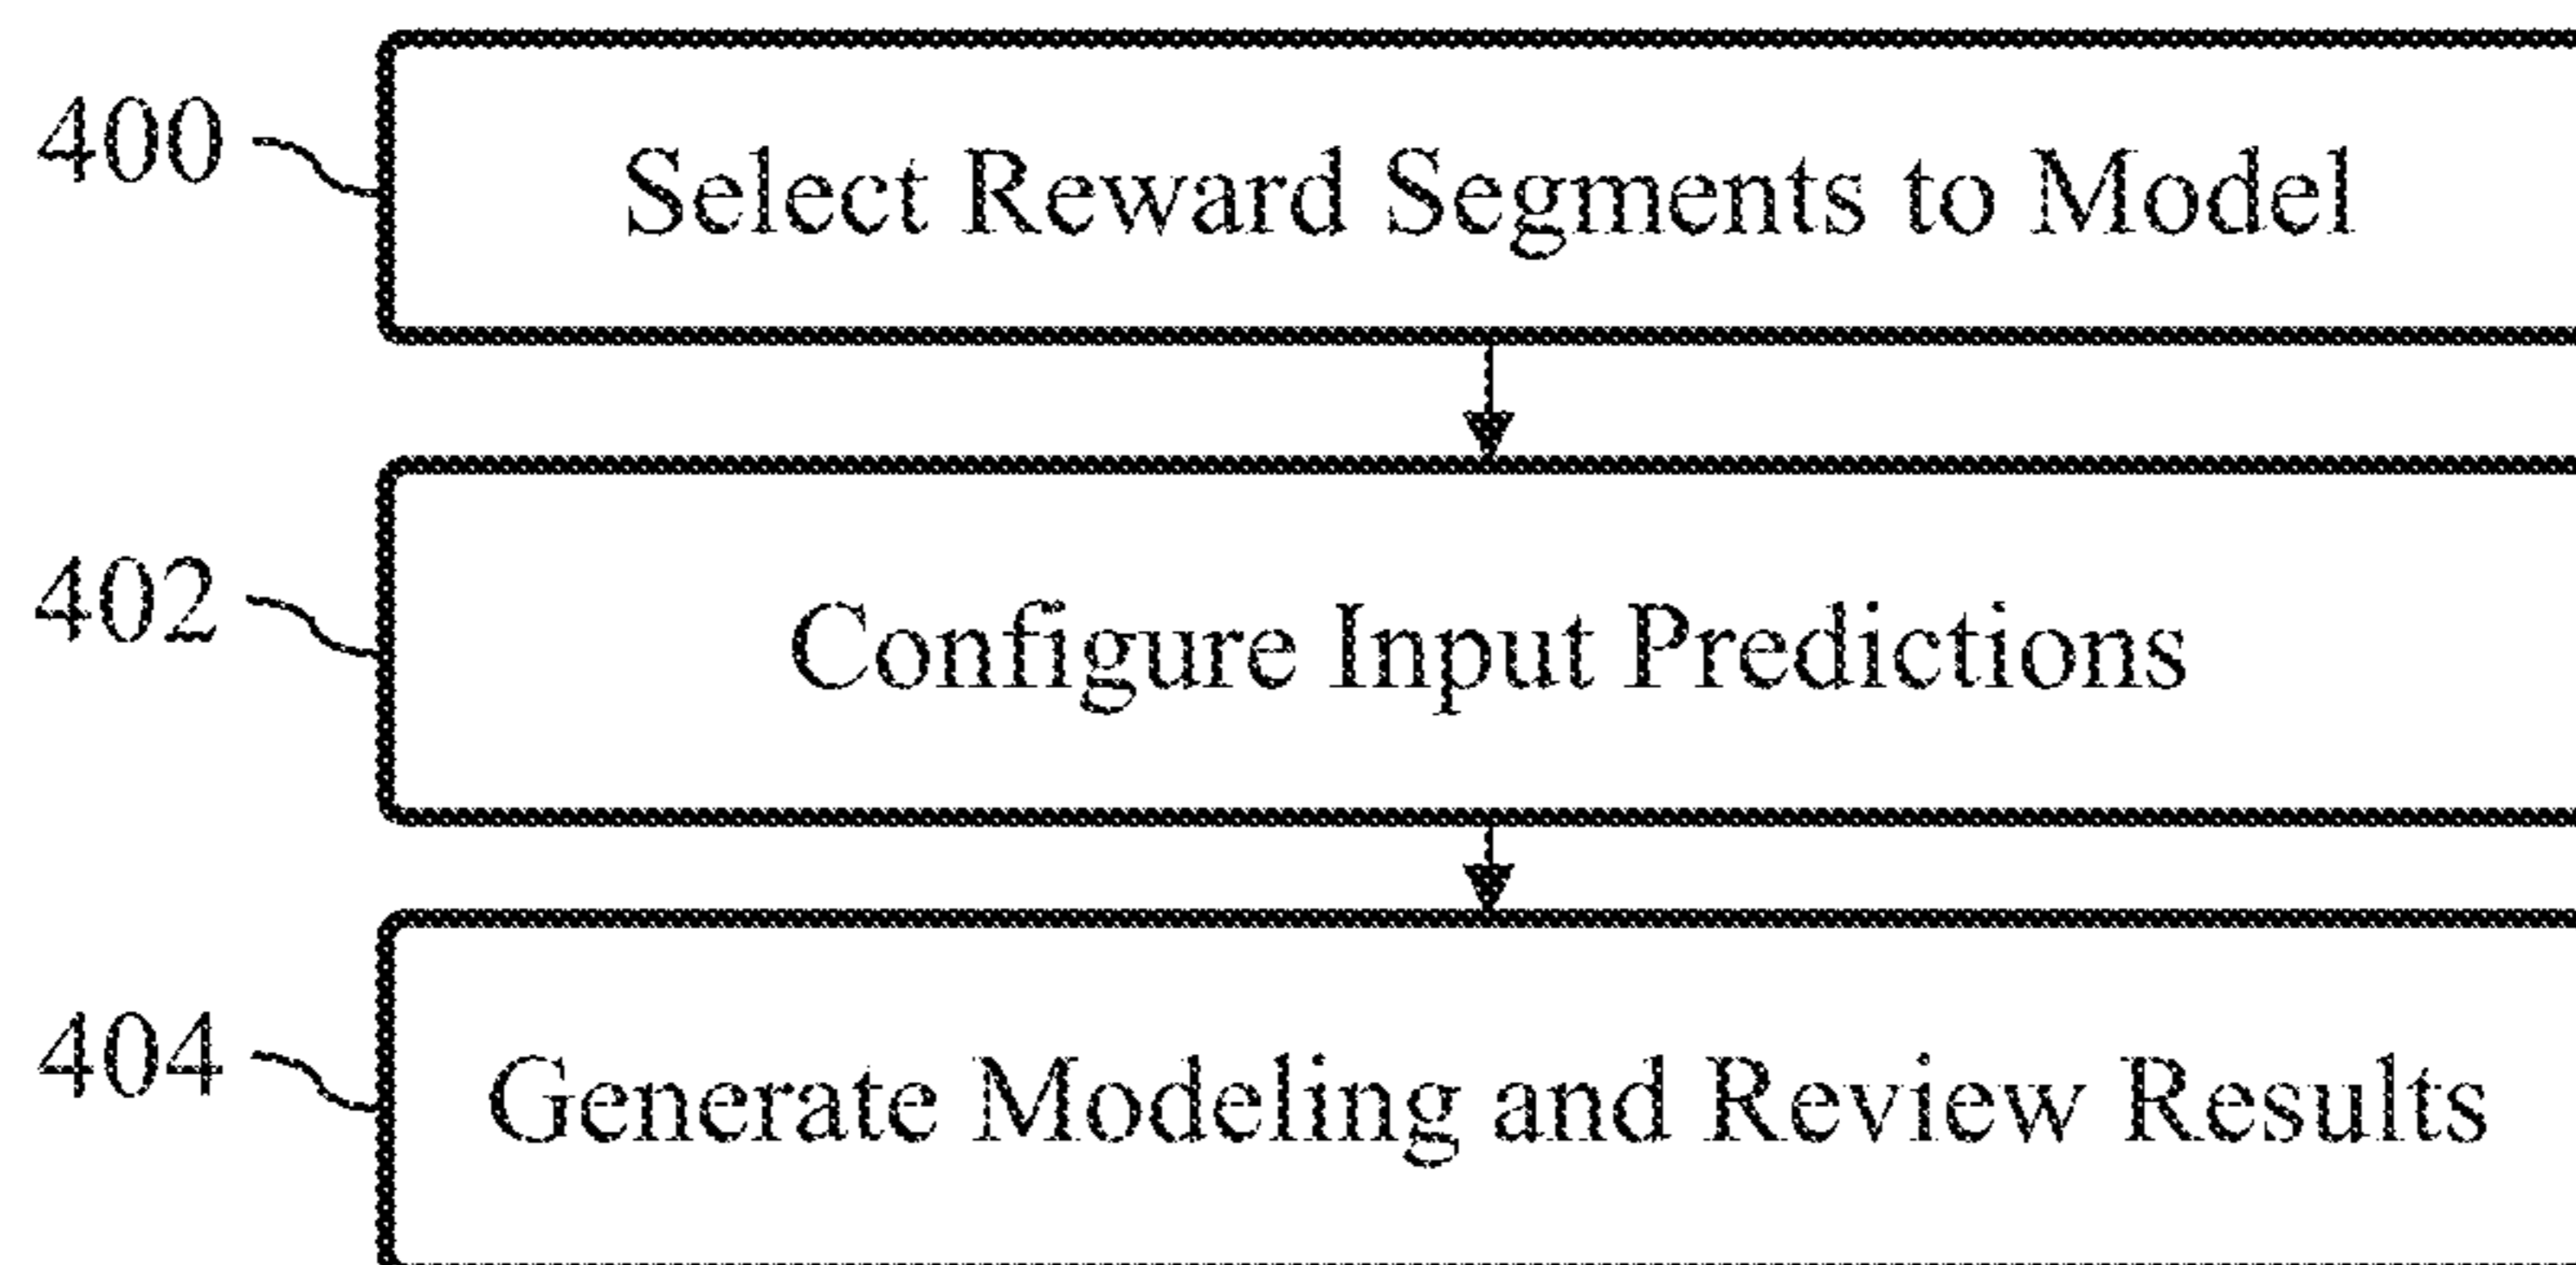 400
Select Reward Segments to Model
402
Configure Input Predictions
404
Generate Modeling and Review Results